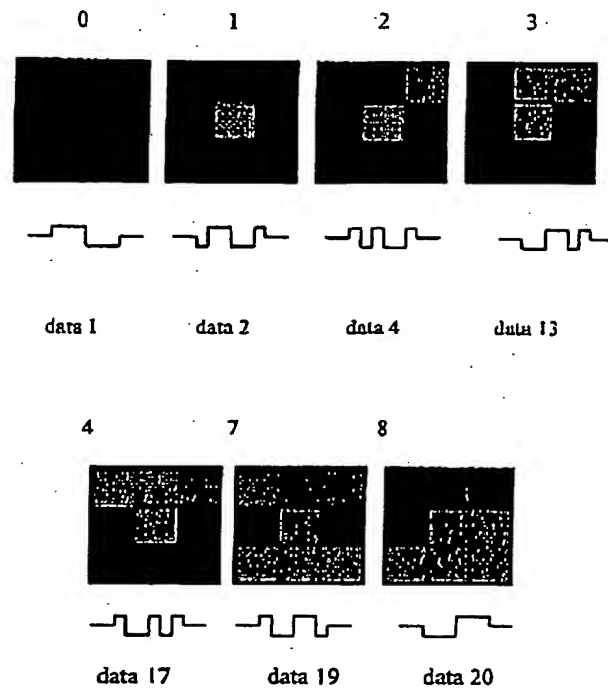 0 1 2 3
data 1 data 2 data 4 data 13
4 7 8
data 17 data 19 data 20